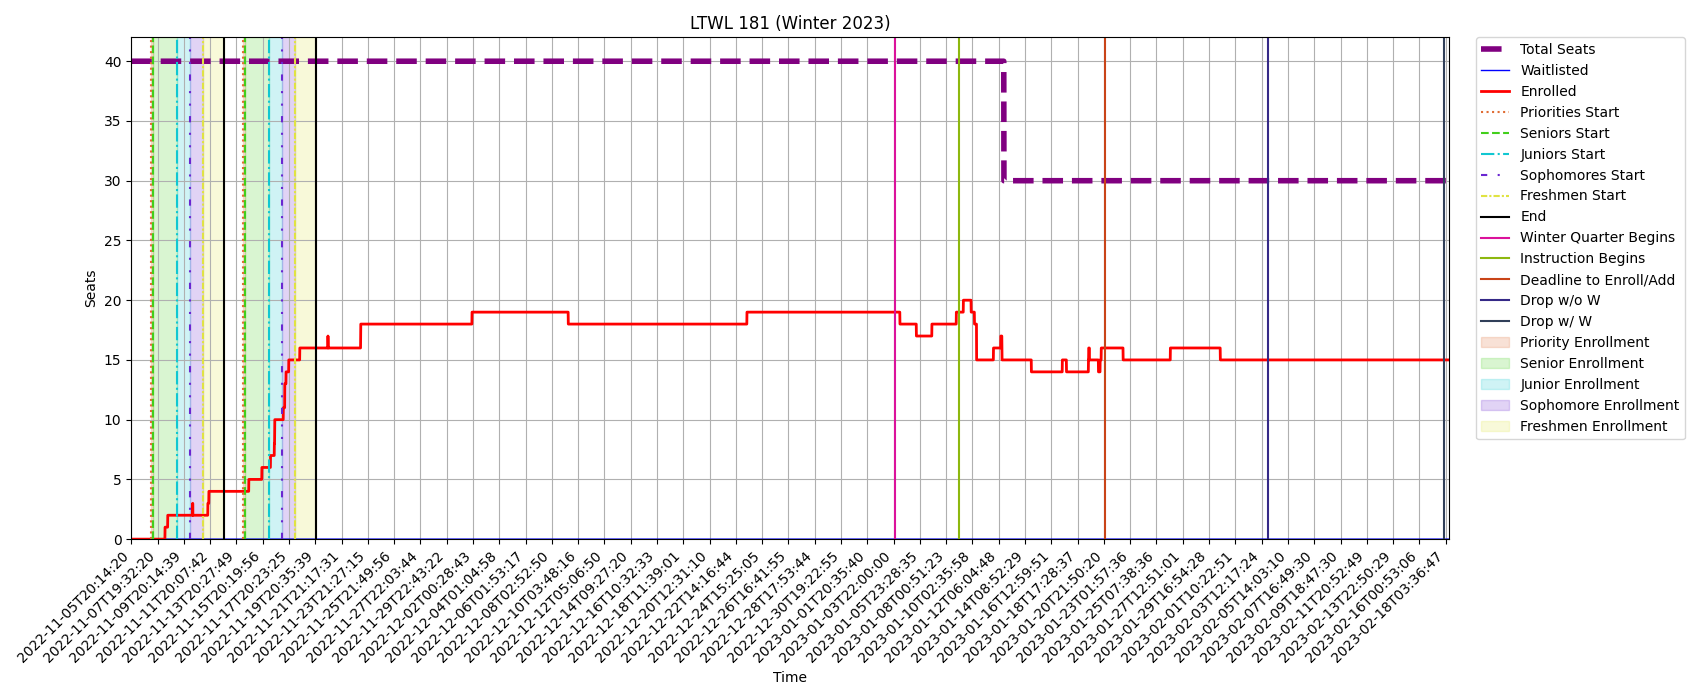 LTWL 181 (Winter 2023)
Seats
40
35
30
25
20
15
10
5
0
2022-11-05T20:14:20
2022-11-07T19:32:20
2022-11-09T20:14:39
2022-11-11T20:07:42
2022-11-13T20:27:49
2022-11-15T20:19:56
2022-11-17T20:23:25
2022-11-19T20:35:39
2022-11-21T21:17:31
2022-11-23T21:27:15
2022-11-25T21:49:56
2022-11-27T22:03:44
2022-11-29T22:43:22
2022-12-02T00:28:43
2022-12-04T01:04:58
2022-12-06T01:53:17
2022-12-08T02:52:50
2022-12-10T03:48:16
2022-12-12T05:06:50
2022-12-14T09:27:20
2022-12-16T10:32:33
2022-12-18T11:39:01
2022-12-20T12:31:10
2022-12-22T14:16:44
2022-12-24T15:25:05
2022-12-26T16:41:55
2022-12-28T17:53:44
2022-12-30T19:22:55
2023-01-01T20:35:40
2023-01-03T22:00:00
2023-01-05T23:28:35
2023-01-08T00:51:23
2023-01-10T02:35:58
2023-01-12T06:04:48
2023-01-14T08:52:29
2023-01-16T12:59:51
2023-01-18T17:28:37
2023-01-20T21:50:20
2023-01-23T01:57:36
2023-01-25T07:38:36
2023-01-27T12:51:01
2023-01-29T16:54:28
2023-02-01T10:22:51
2023-02-03T12:17:24
2023-02-05T14:03:10
2023-02-07T16:49:30
2023-02-09T18:47:30
2023-02-11T20:52:49
2023-02-13T22:50:29
2023-02-16T00:53:06
2023-02-18T03:36:47
Time
Total Seats
Waitlisted
Enrolled
Priorities Start
Seniors Start
Juniors Start
Sophomores Start
Freshmen Start
End
Winter Quarter Begins
Instruction Begins
Deadline to Enroll/Add
Drop w/o W
Drop w/ W
Priority Enrollment
Senior Enrollment
Junior Enrollment
Sophomore Enrollment
Freshmen Enrollment